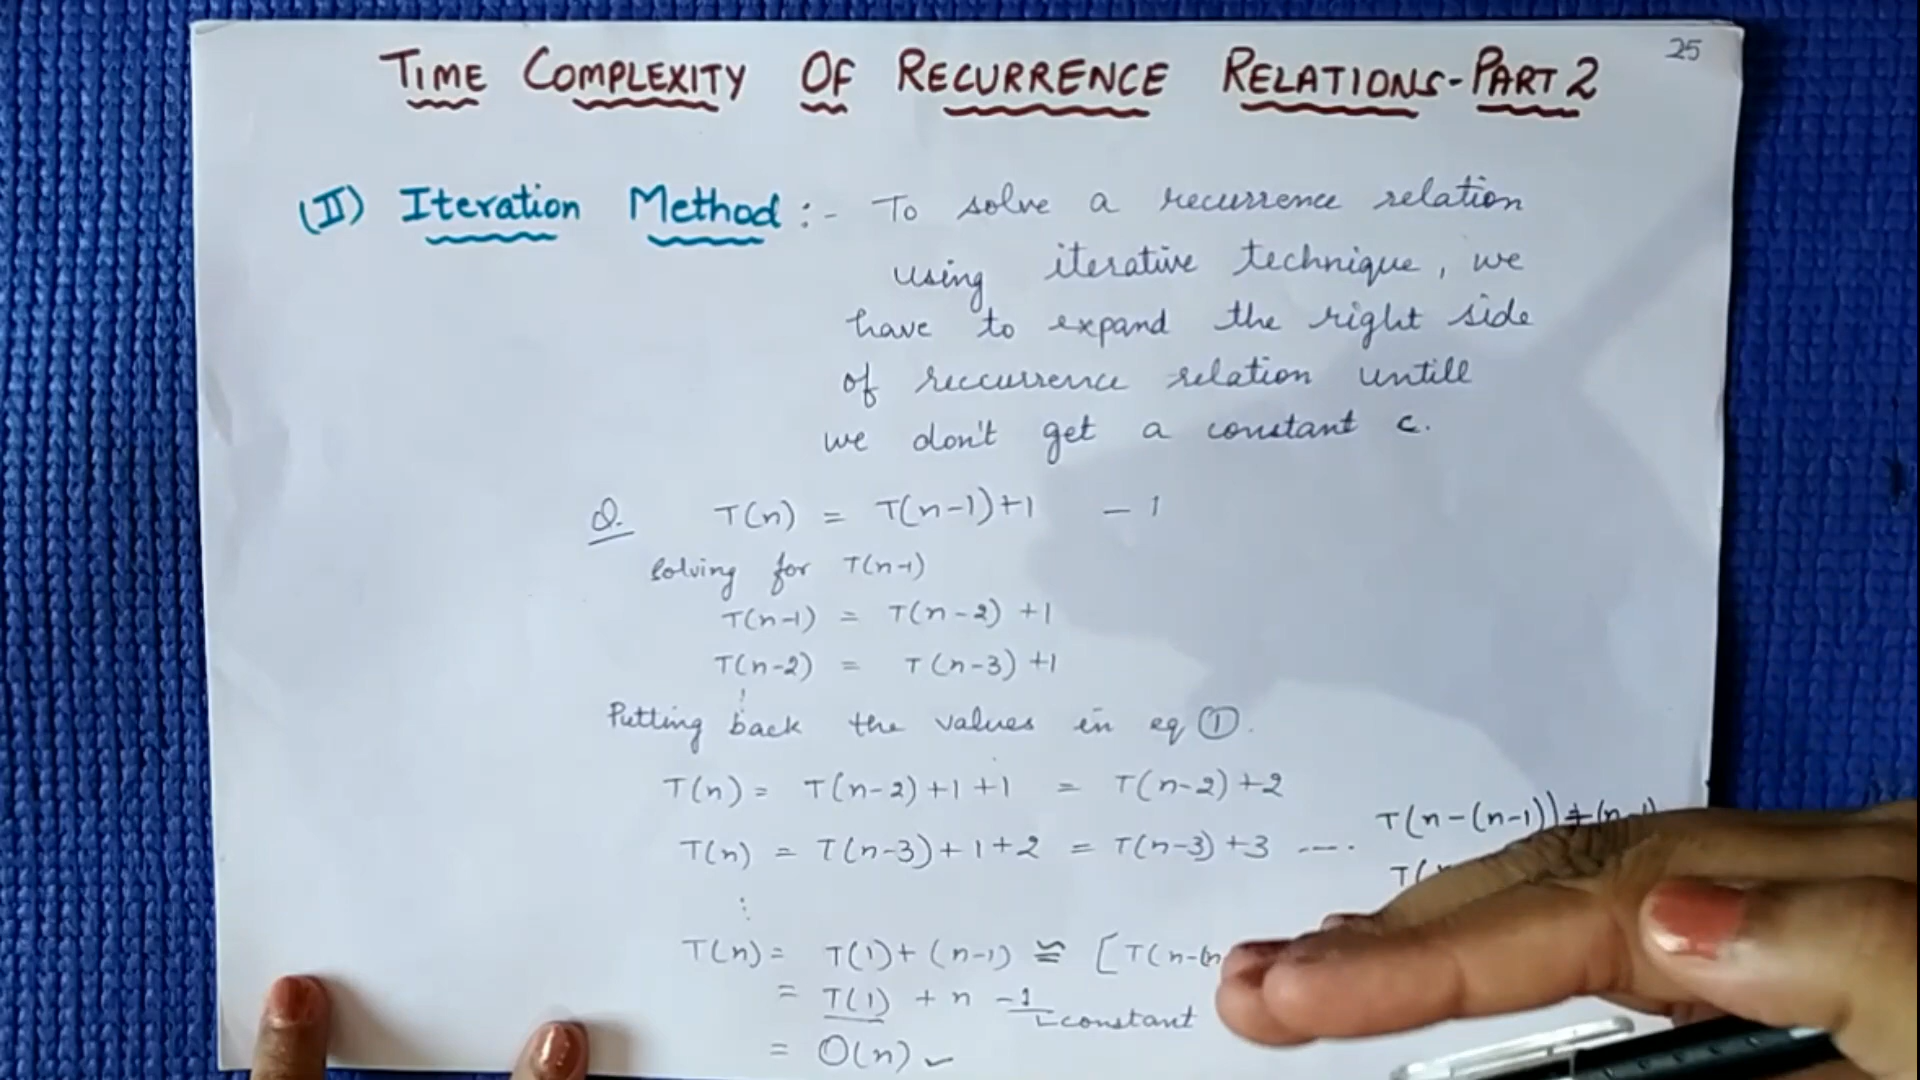 25
TIME COMPLEXITY OF RECURRENCE RELATIONS-PART 2
(II) Iteration Method :- To solve a recurrence relation
using iterative technique, we
have to expand the right side
of reccurrence relation untill
we don't get a constant c.
Q. T(n) = T(n-1)+1 - 1
Solving for T(n-1)
T(n-1) = T(n-2) +1
T(n-2) = T(n-3) +1
Putting back the values in eq ①.
T(n) = T(n-2)+1+1 = T(n-2)+2
T(n) = T(n-3)+1+2 = T(n-3)+3 ---. T(n-(n-1))+(n-1)
T(
⋮
T(n) = T(1)+(n-1) ≅ [T(n-(n
= T(1) + n -1
constant
= O(n) ✓